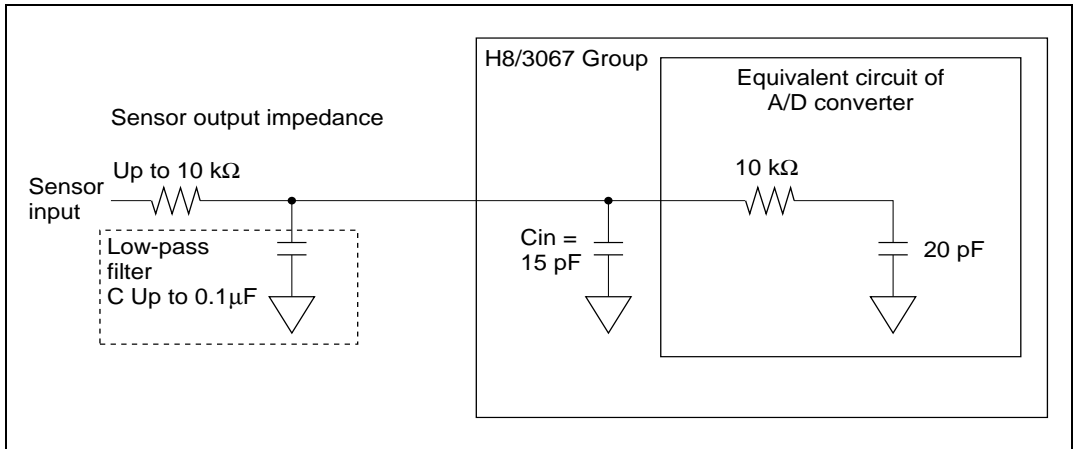 H8/3067 Group
Equivalent circuit of
A/D converter
Sensor output impedance
Up to 10 kΩ
10 kΩ
Sensor
input
Low-pass
filter
C Up to 0.1μF
Cin =
15 pF
20 pF